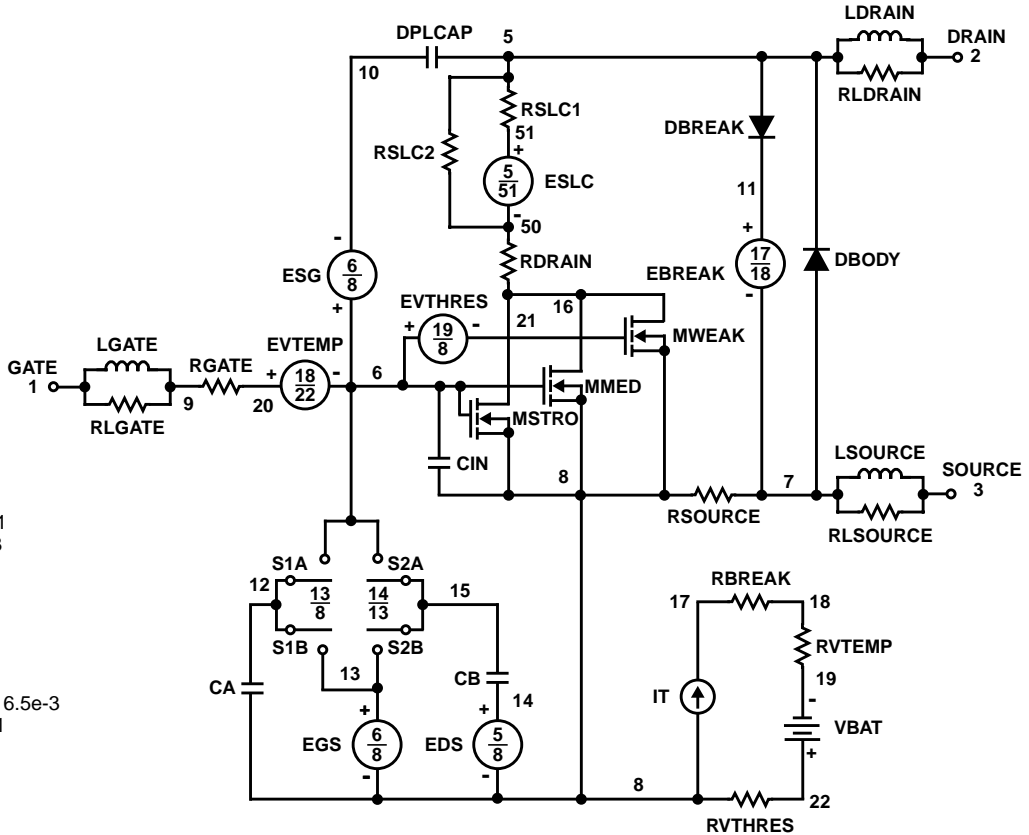 LDRAIN
DPLCAP 5 DRAIN
2
10 RLDRAIN
RSLC1
51
DBREAK
RSLC2
+
5
51
ESLC
11
-
50
-
+
17
18
DBODY
RDRAIN
6
8
ESG
EBREAK
-
+
EVTHRES
16
21
+
19
8
-
MWEAK
LGATE
EVTEMP
GATE
1
RGATE
+
18
22
-
6
MMED
9
20
MSTRO
RLGATE
LSOURCE
CIN
8
7
SOURCE
3
RSOURCE
RLSOURCE
1
S1A
S2A
12
13
8
14
13
15
RBREAK
17
18
S1B
S2B
RVTEMP
13
CB
19
CA
14
IT
-
6.5e-3
+
+
VBAT
EGS
6
8
EDS
5
8
+
-
-
8
22
RVTHRES